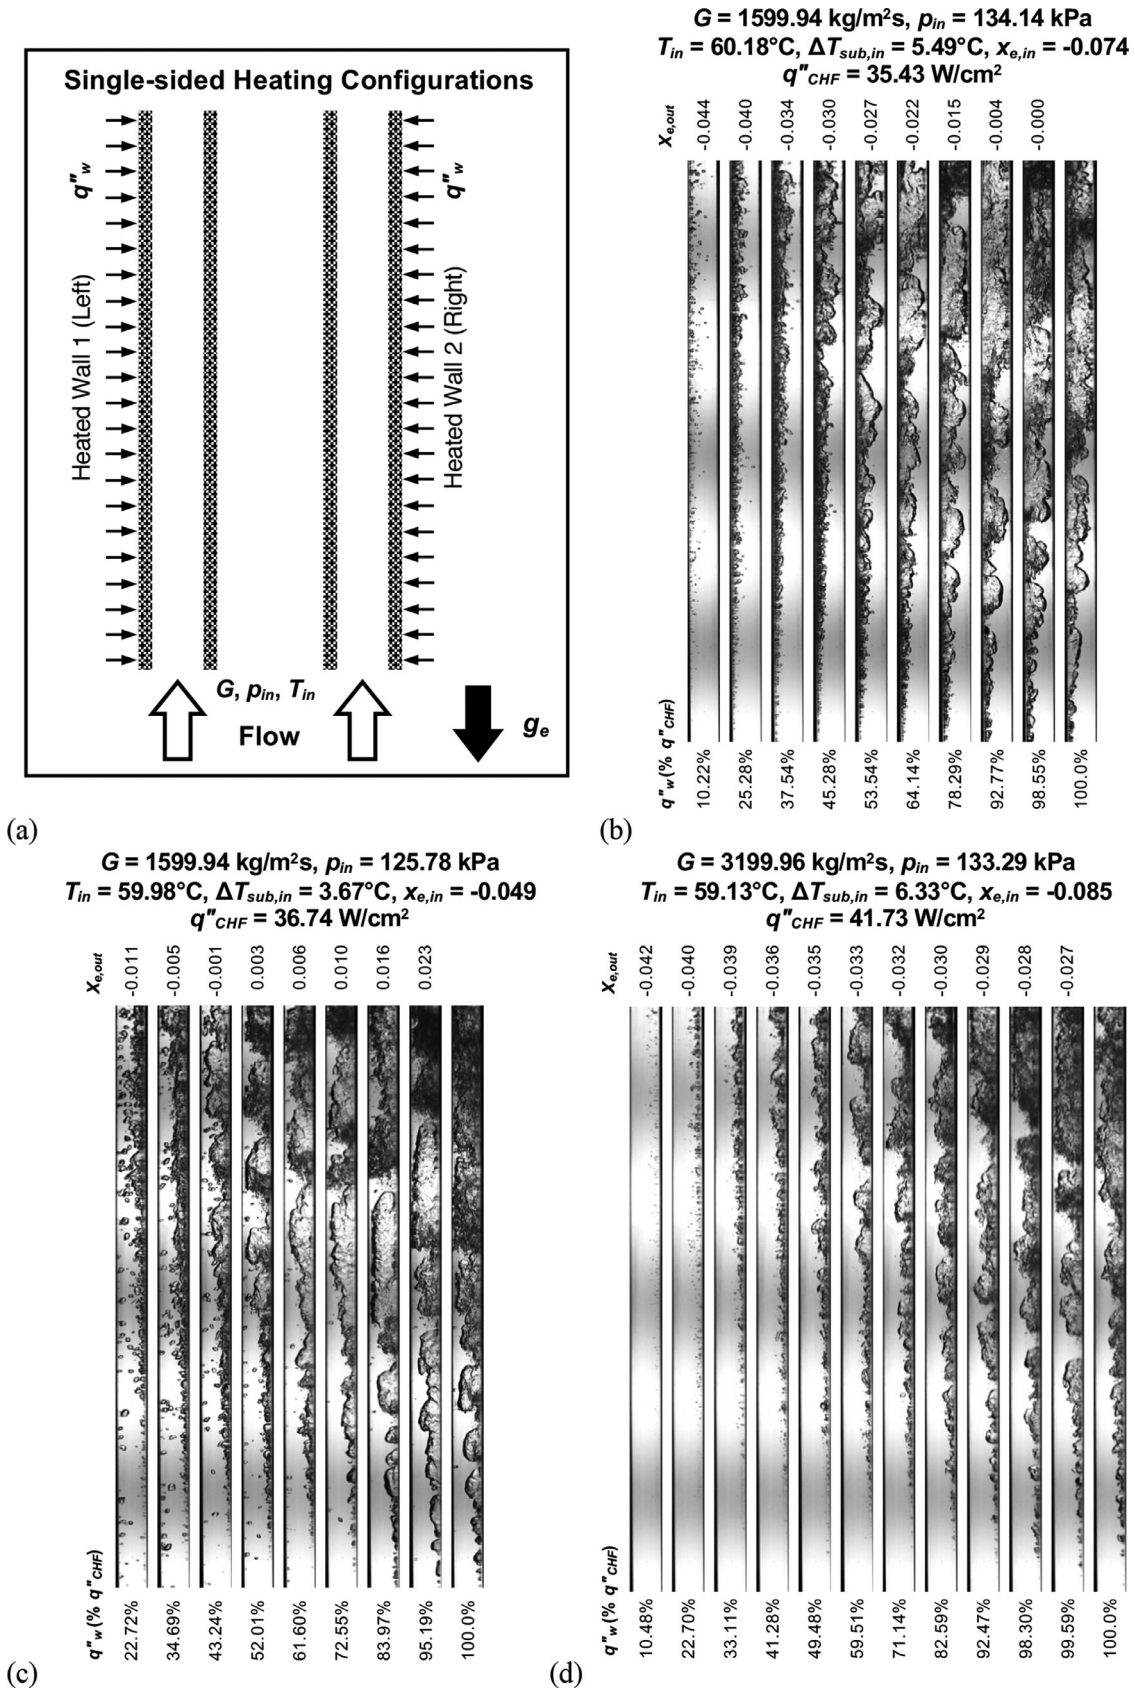 Single-sided Heating Configurations
q"w
q"w
Heated Wall 1 (Left)
Heated Wall 2 (Right)
G, pin, Tin
Flow
ge
(a)
G = 1599.94 kg/m²s, pin = 134.14 kPa
Tin = 60.18°C, ΔTsub,in = 5.49°C, xe,in = -0.074
q"CHF = 35.43 W/cm²
xe,out
-0.044
-0.040
-0.034
-0.030
-0.027
-0.022
-0.015
-0.004
-0.000
q"w (% q"CHF)
10.22%
25.28%
37.54%
45.28%
53.54%
64.14%
78.29%
92.77%
98.55%
100.0%
(b)
G = 1599.94 kg/m²s, pin = 125.78 kPa
Tin = 59.98°C, ΔTsub,in = 3.67°C, xe,in = -0.049
q"CHF = 36.74 W/cm²
xe,out
-0.011
-0.005
-0.001
0.003
0.006
0.010
0.016
0.023
q"w (% q"CHF)
22.72%
34.69%
43.24%
52.01%
61.60%
72.55%
83.97%
95.19%
100.0%
(c)
G = 3199.96 kg/m²s, pin = 133.29 kPa
Tin = 59.13°C, ΔTsub,in = 6.33°C, xe,in = -0.085
q"CHF = 41.73 W/cm²
xe,out
-0.042
-0.040
-0.039
-0.036
-0.035
-0.033
-0.032
-0.030
-0.029
-0.028
-0.027
q"w (% q"CHF)
10.48%
22.70%
33.11%
41.28%
49.48%
59.51%
71.14%
82.59%
92.47%
98.30%
99.59%
100.0%
(d)